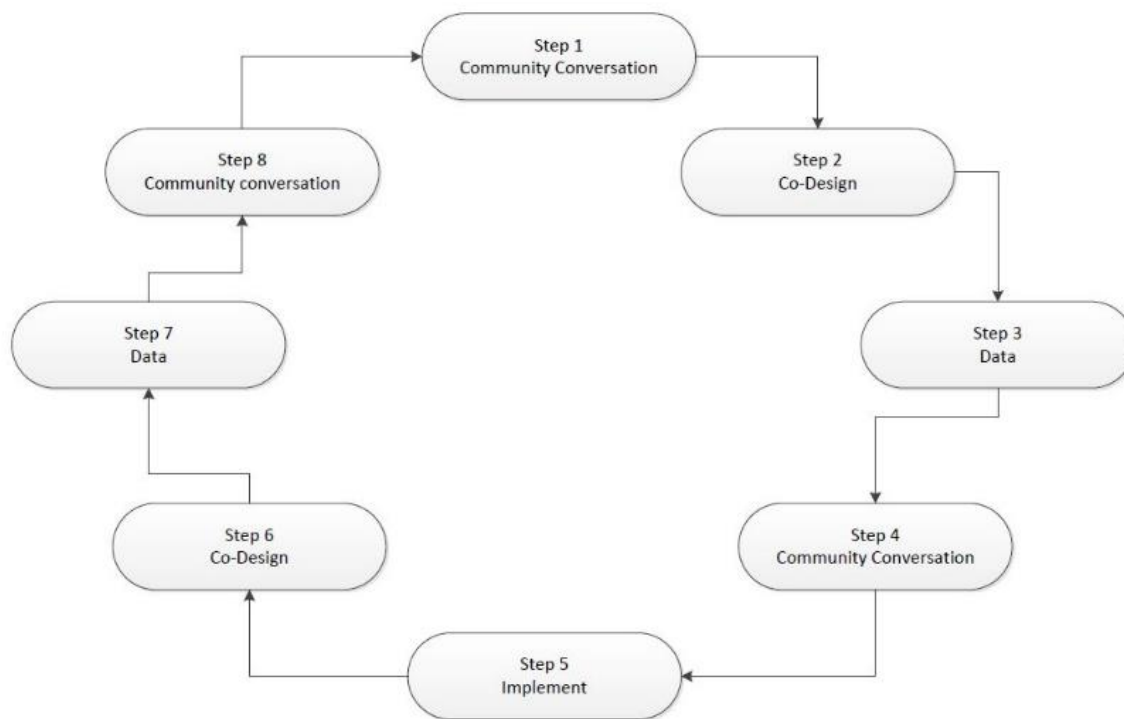 Step 1
Community Conversation
Step 2
Co-Design
Step 3
Data
Step 4
Community Conversation
Step 5
Implement
Step 6
Co-Design
Step 7
Data
Step 8
Community conversation